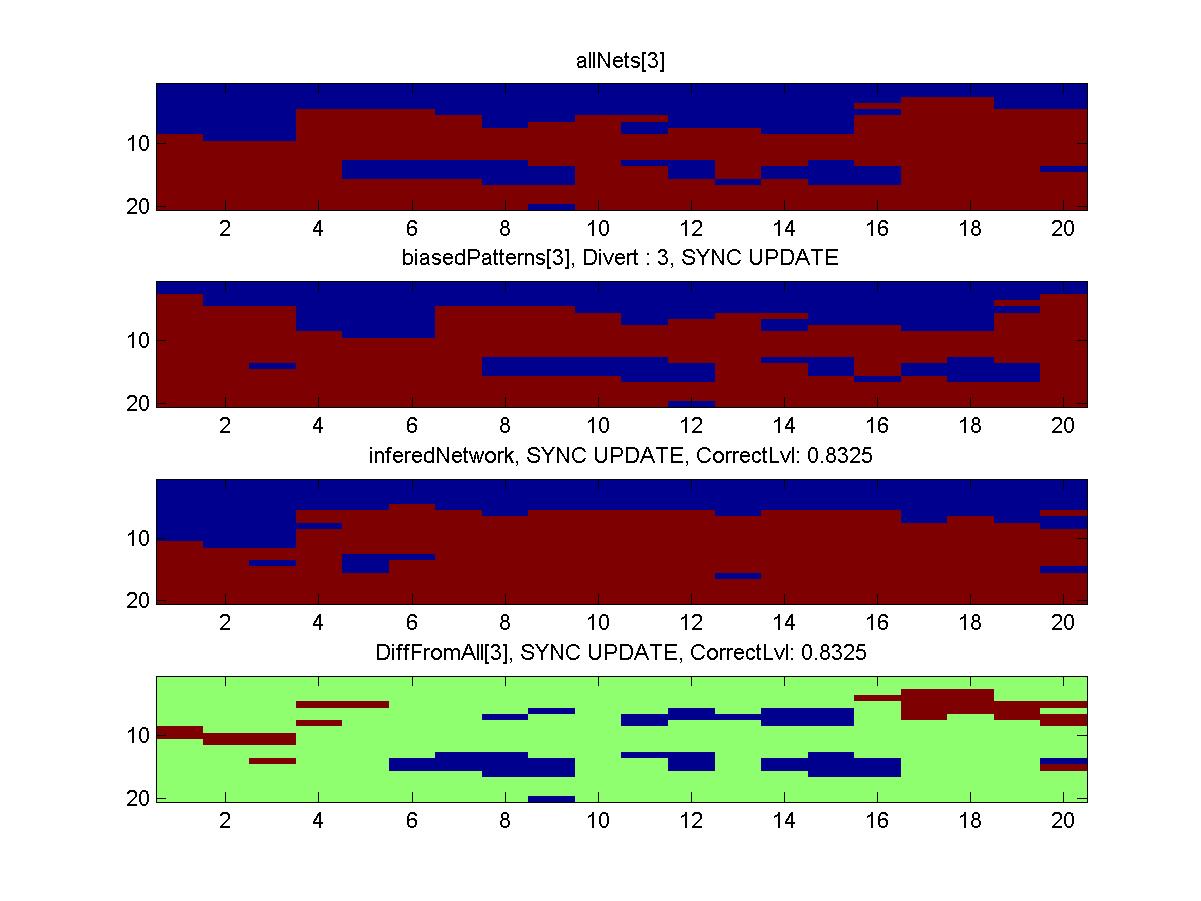 allNets[3]
10
20
2 4 6 8 10 12 14 16 18 20
biasedPatterns[3], Divert : 3, SYNC UPDATE
10
20
2 4 6 8 10 12 14 16 18 20
inferedNetwork, SYNC UPDATE, CorrectLvl: 0.8325
10
20
2 4 6 8 10 12 14 16 18 20
DiffFromAll[3], SYNC UPDATE, CorrectLvl: 0.8325
10
20
2 4 6 8 10 12 14 16 18 20